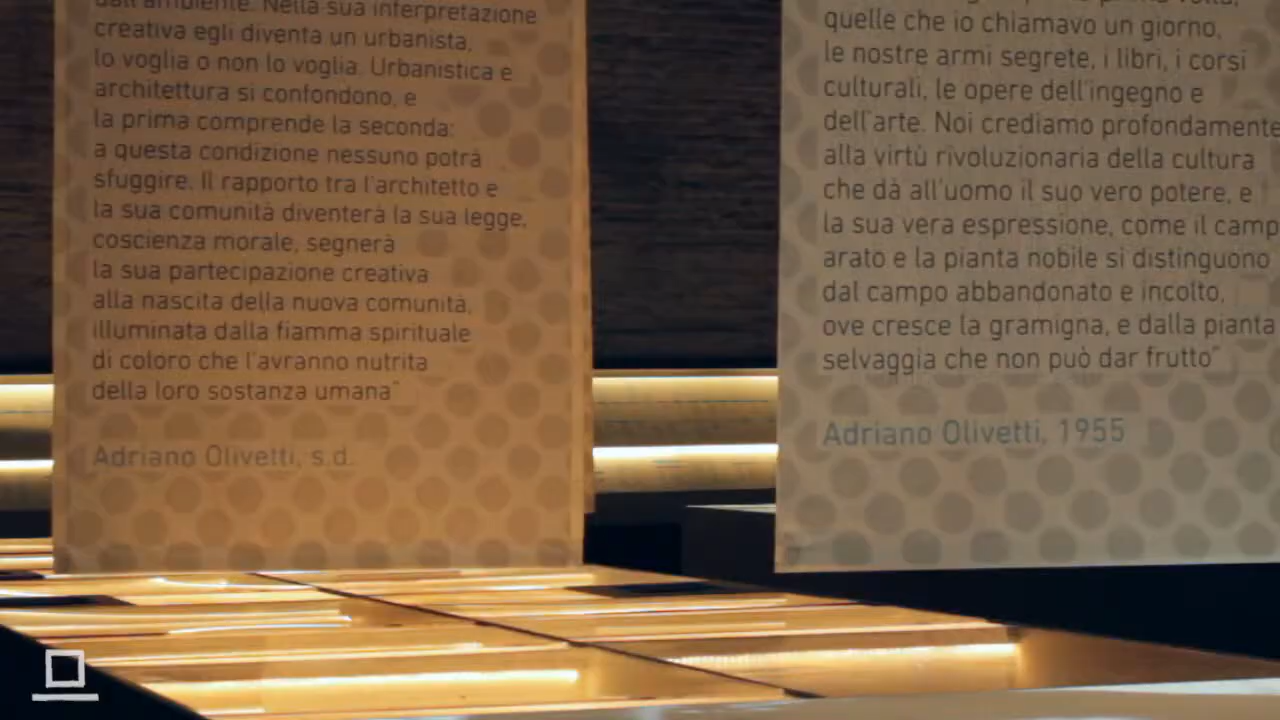 dall'ambiente. Nella sua interpretazione
creativa egli diventa un urbanista,
lo voglia o non lo voglia. Urbanistica e
architettura si confondono, e
la prima comprende la seconda:
a questa condizione nessuno potrà
sfuggire. Il rapporto tra l'architetto e
la sua comunità diventerà la sua legge,
coscienza morale, segnerà
la sua partecipazione creativa
alla nascita della nuova comunità,
illuminata dalla fiamma spirituale
di coloro che l'avranno nutrita
della loro sostanza umana"
Adriano Olivetti, s.d.
quelle che io chiamavo un giorno,
le nostre armi segrete, i libri, i corsi
culturali, le opere dell'ingegno e
dell'arte. Noi crediamo profondamente
alla virtù rivoluzionaria della cultura
che dà all'uomo il suo vero potere, e
la sua vera espressione, come il camp
arato e la pianta nobile si distinguono
dal campo abbandonato e incolto,
ove cresce la gramigna, e dalla pianta
selvaggia che non può dar frutto"
Adriano Olivetti, 1955